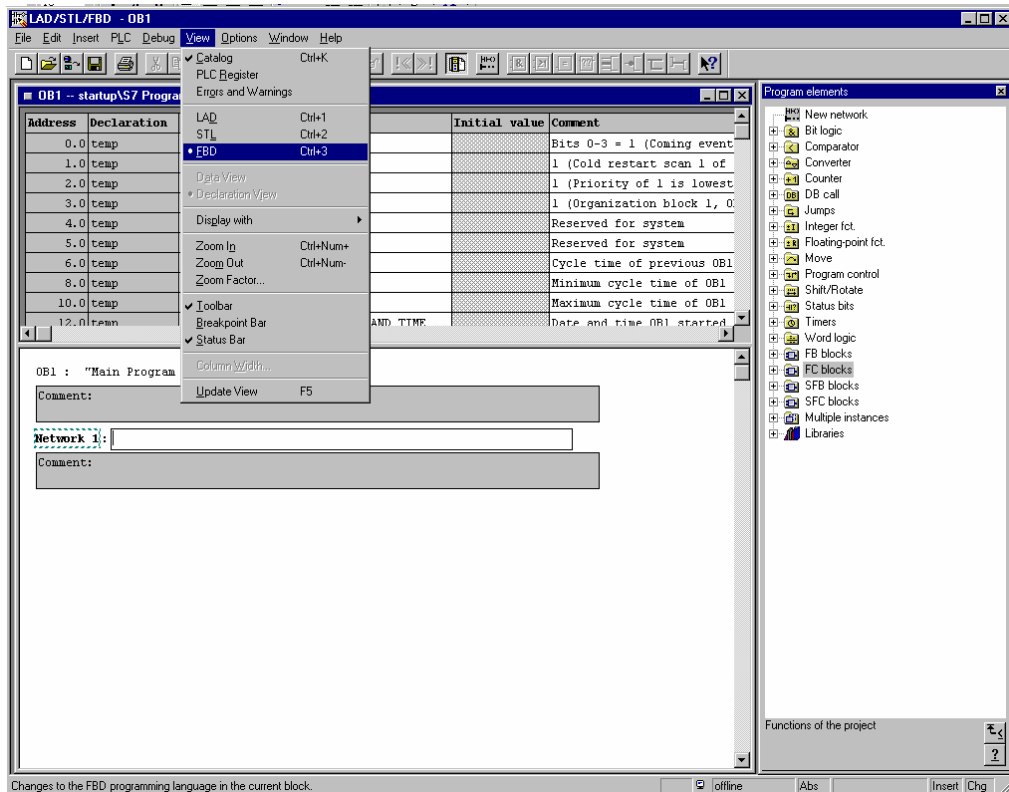 LAD/STL/FBD - OB1
File Edit Insert PLC Debug View Options Window Help
Catalog Ctrl+K
PLC Register
Errors and Warnings
LAD Ctrl+1
STL Ctrl+2
FBD Ctrl+3
Data View
Declaration View
Display with
Zoom In Ctrl+Num+
Zoom Out Ctrl+Num-
Zoom Factor...
Toolbar
Breakpoint Bar
Status Bar
Column Width...
Update View F5
OB1 -- startup\S7 Progra
Address Declaration Initial value Comment
0.0 temp Bits 0-3 = 1 (Coming event
1.0 temp 1 (Cold restart scan 1 of
2.0 temp 1 (Priority of 1 is lowest
3.0 temp 1 (Organization block 1,
4.0 temp Reserved for system
5.0 temp Reserved for system
6.0 temp Cycle time of previous OB1
8.0 temp Minimum cycle time of OB1
10.0 temp Maximum cycle time of OB1
12.0 temp AND TIME Date and time OB1 started
OB1 : "Main Program
Comment:
Network 1:
Comment:
Program elements
New network
Bit logic
Comparator
Converter
Counter
DB call
Jumps
Integer fct.
Floating-point fct.
Move
Program control
Shift/Rotate
Status bits
Timers
Word logic
FB blocks
FC blocks
SFB blocks
SFC blocks
Multiple instances
Libraries
Functions of the project
Changes to the FBD programming language in the current block. offline Abs Insert Chg